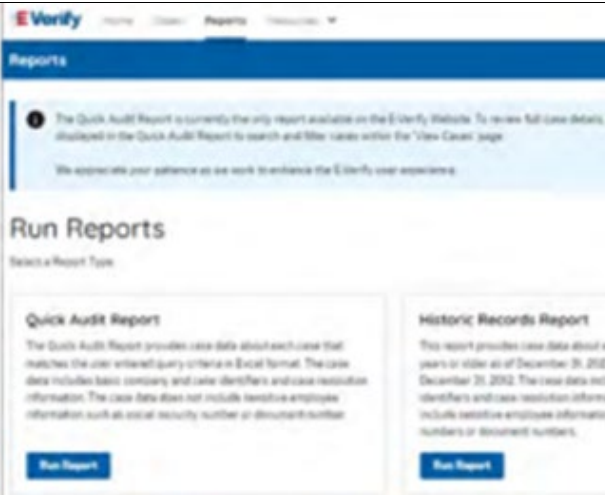 E-Verify Home Cases Reports Resources
Reports
The Quick Audit Report is currently the only report available on the E-Verify Website. To review full case details,
displayed in the Quick Audit Report to search and filter cases within the "View Cases" page
We appreciate your patience as we work to enhance the E-Verify user experience.
Run Reports
Select a Report Type
Quick Audit Report
The Quick Audit Report provides case data about each case that
matches the user entered query criteria in Excel format. The case
data includes basic company and case identifiers and case resolution
information. The case data does not include sensitive employee
information such as social security number or document number
Run Report
Historic Records Report
This report provides case data about
years or older as of December 31,
December 31, 2012. The case data
identifiers and case resolution
include sensitive employee
numbers or document numbers.
Run Report